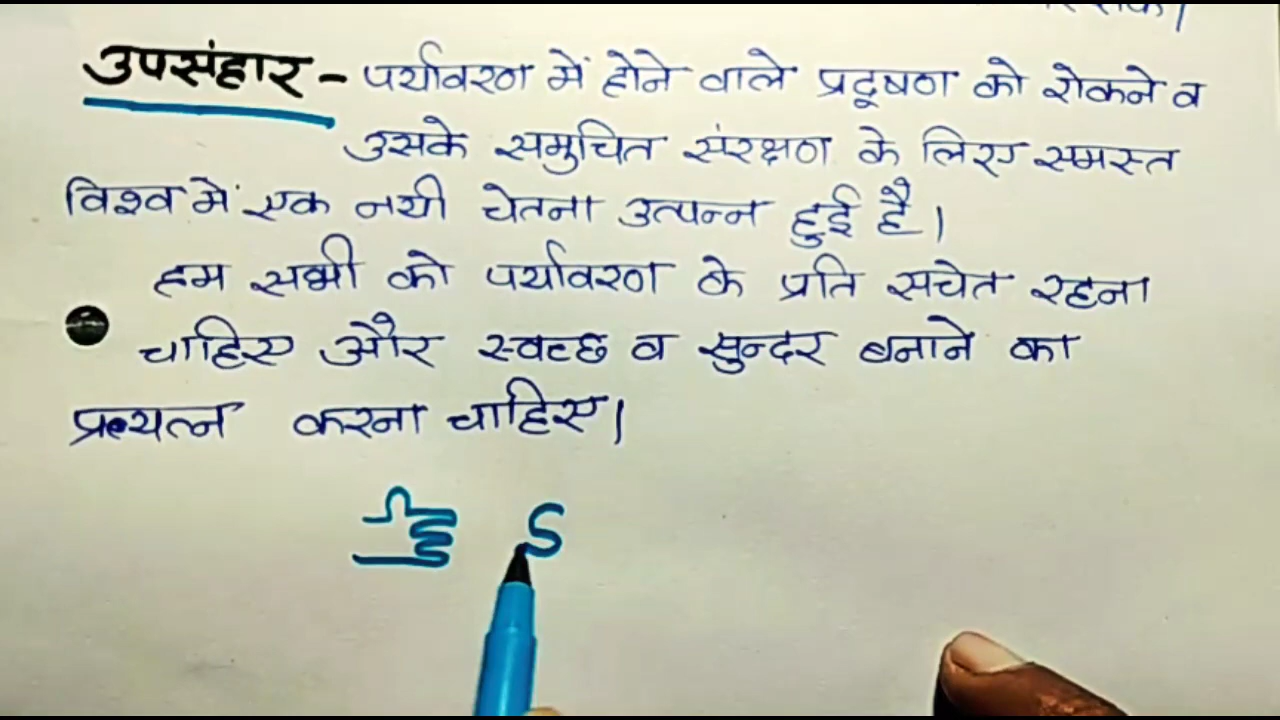 उपसंहार - पर्यावरण में होने वाले प्रदूषण को रोकने व
उसके समुचित संरक्षण के लिए समस्त
विश्व में एक नयी चेतना उत्पन्न हुई है।
हम सभी को पर्यावरण के प्रति सचेत रहना
चाहिए और स्वच्छ व सुन्दर बनाने का
प्रयत्न करना चाहिए।
S